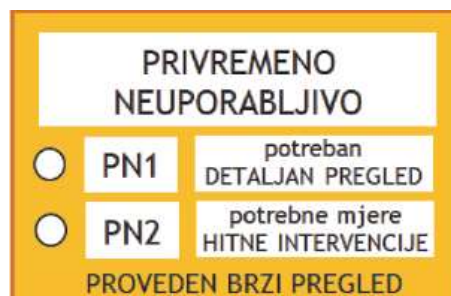 PRIVREMENO
NEUPORABLJIVO
PN1
potreban
DETALJAN PREGLED
PN2
potrebne mjere
HITNE INTERVENCIJE
PROVEDEN BRZI PREGLED